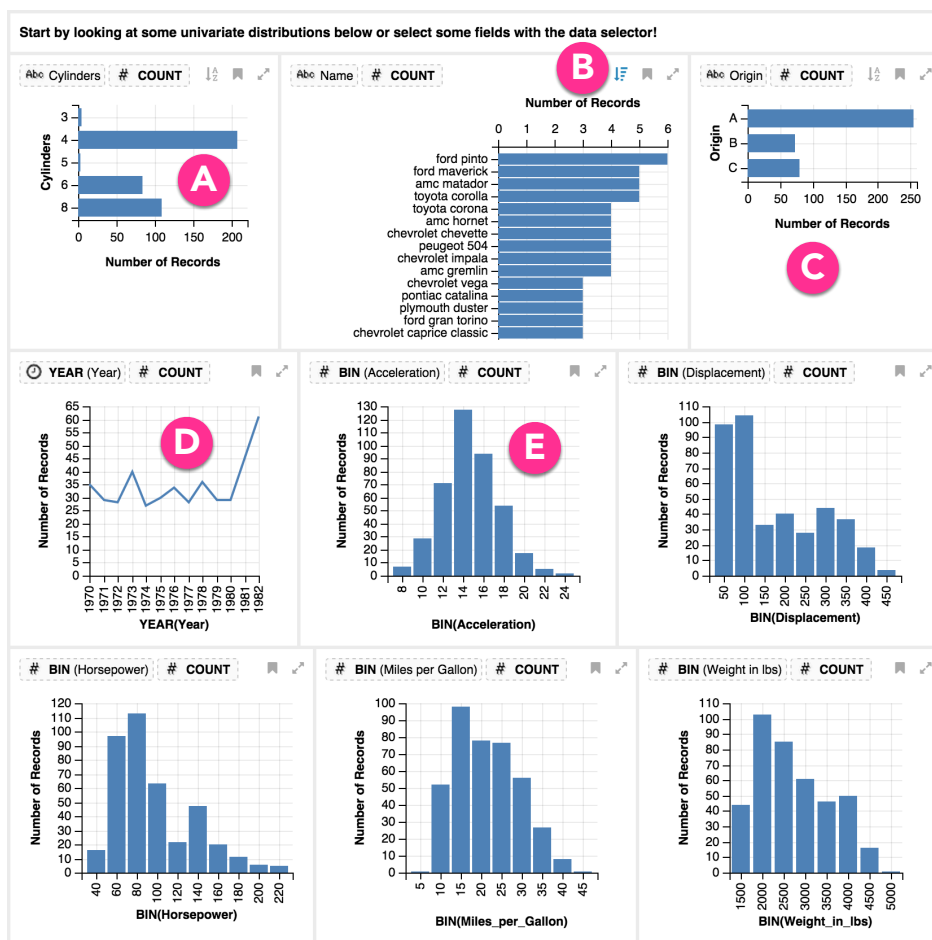 Start by looking at some univariate distributions below or select some fields with the data selector!
Abc Cylinders # COUNT
A
Z
3
4
5
6
8
Cylinders
0 50 100 150 200
Number of Records
A
Abc Name # COUNT
B
Number of Records
0 1 2 3 4 5 6
ford pinto
ford maverick
amc matador
toyota corolla
toyota corona
amc hornet
chevrolet chevette
peugeot 504
chevrolet impala
amc gremlin
chevrolet vega
pontiac catalina
plymouth duster
ford gran torino
chevrolet caprice classic
Abc Origin # COUNT
A
Z
A
B
C
Origin
0 50 100 150 200 250
Number of Records
C
YEAR (Year) # COUNT
65
60
55
50
45
40
35
30
25
20
15
10
5
0
Number of Records
D
1970 1971 1972 1973 1974 1975 1976 1977 1978 1979 1980 1981 1982
YEAR(Year)
# BIN (Acceleration) # COUNT
130
120
110
100
90
80
70
60
50
40
30
20
10
0
Number of Records
E
8 10 12 14 16 18 20 22 24
BIN(Acceleration)
# BIN (Displacement) # COUNT
110
100
90
80
70
60
50
40
30
20
10
0
Number of Records
50 100 150 200 250 300 350 400 450
BIN(Displacement)
# BIN (Horsepower) # COUNT
120
110
100
90
80
70
60
50
40
30
20
10
0
Number of Records
40 60 80 100 120 140 160 180 200 220
BIN(Horsepower)
# BIN (Miles per Gallon) # COUNT
100
90
80
70
60
50
40
30
20
10
0
Number of Records
5 10 15 20 25 30 35 40 45
BIN(Miles_per_Gallon)
# BIN (Weight in lbs) # COUNT
110
100
90
80
70
60
50
40
30
20
10
0
Number of Records
1500 2000 2500 3000 3500 4000 4500 5000
BIN(Weight_in_lbs)